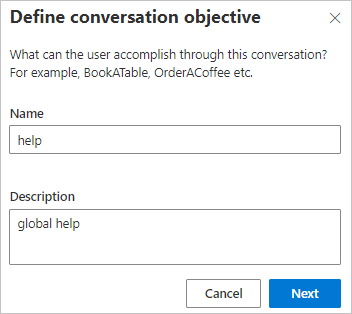 Define conversation objective
What can the user accomplish through this conversation?
For example, BookATable, OrderACoffee etc.
Name
help
Description
global help
Cancel
Next